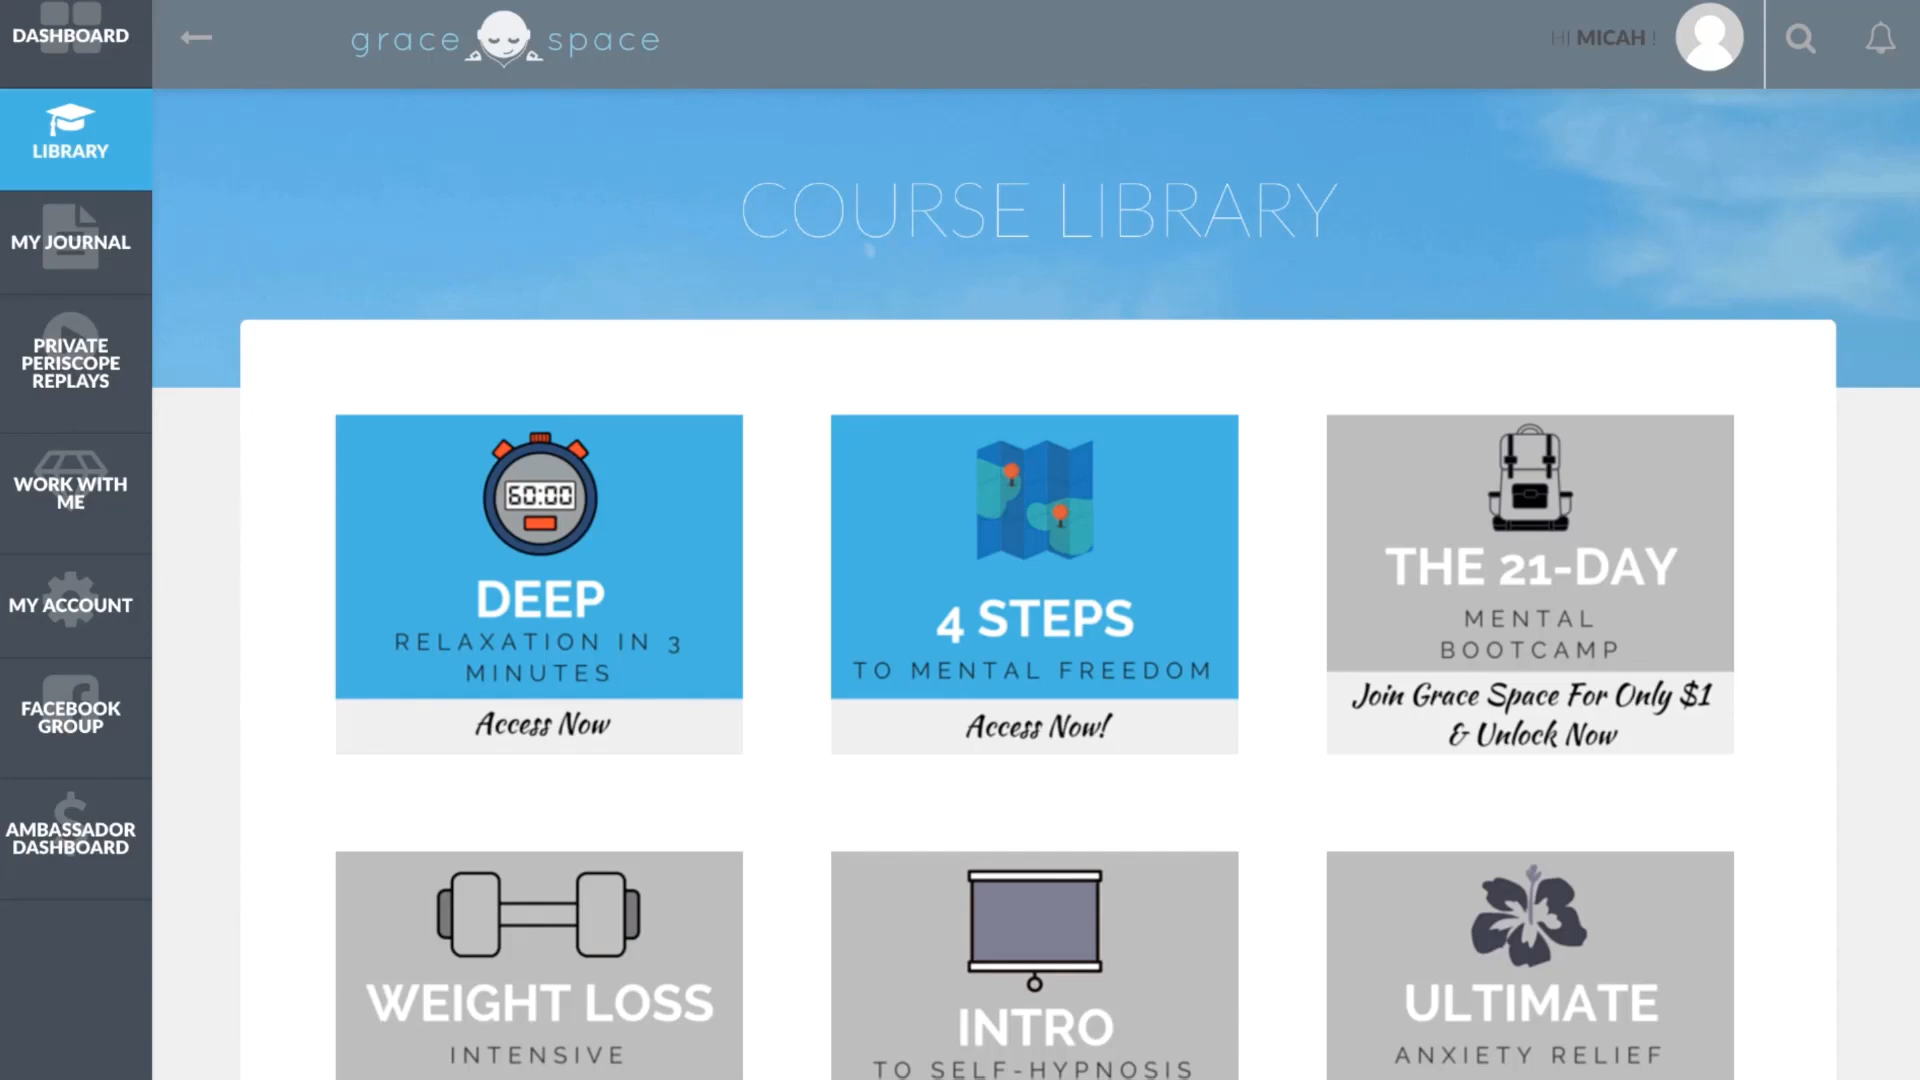 DASHBOARD
grace space
HI MICAH !
LIBRARY
MY JOURNAL
PRIVATE
PERISCOPE
REPLAYS
WORK WITH
ME
MY ACCOUNT
FACEBOOK
GROUP
AMBASSADOR
DASHBOARD
COURSE LIBRARY
60:00
DEEP
RELAXATION IN 3
MINUTES
Access Now
4 STEPS
TO MENTAL FREEDOM
Access Now!
THE 21-DAY
MENTAL
BOOTCAMP
Join Grace Space For Only $1
& Unlock Now
WEIGHT LOSS
INTENSIVE
INTRO
TO SELF-HYPNOSIS
ULTIMATE
ANXIETY RELIEF